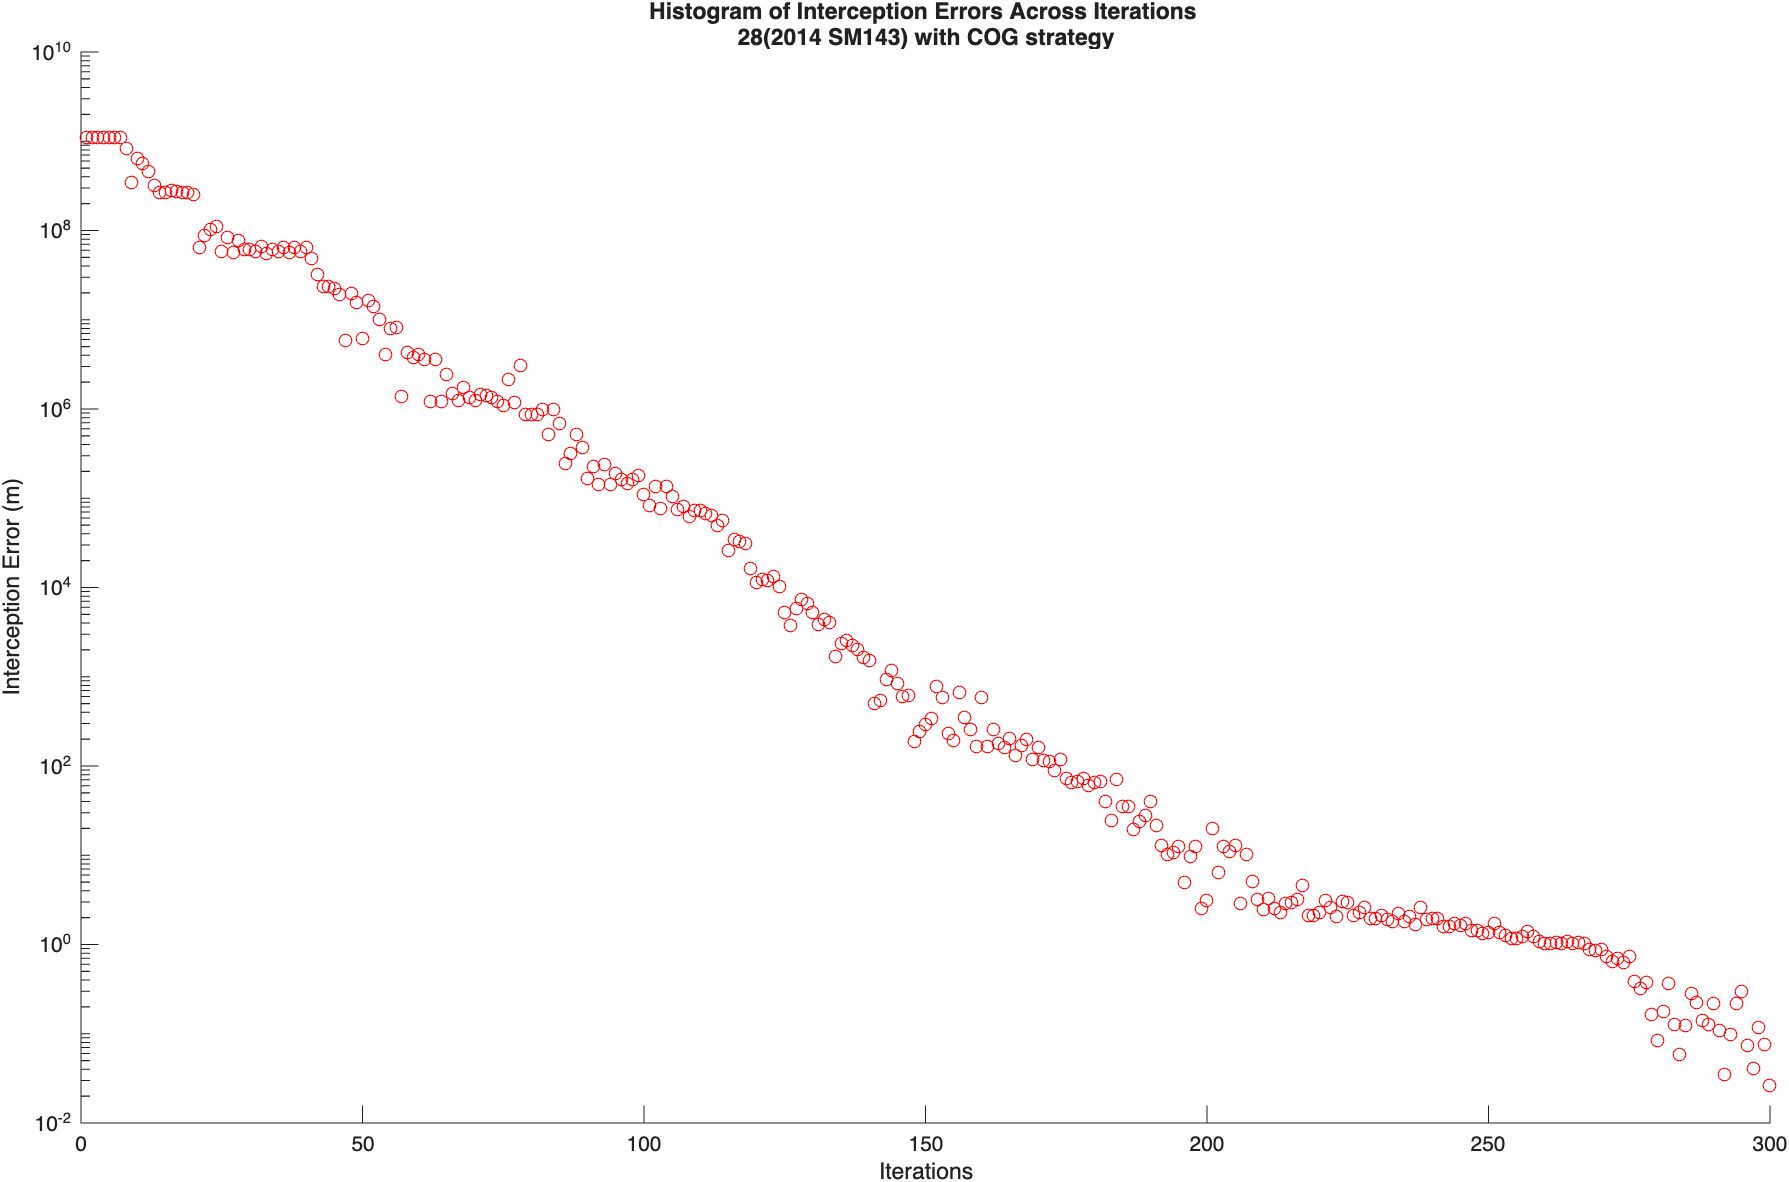 Histogram of Interception Errors Across Iterations
28(2014 SM143) with COG strategy
Interception Error (m)
10^10
10^8
10^6
10^4
10^2
10^0
10^-2
0 50 100 150 200 250 300
Iterations